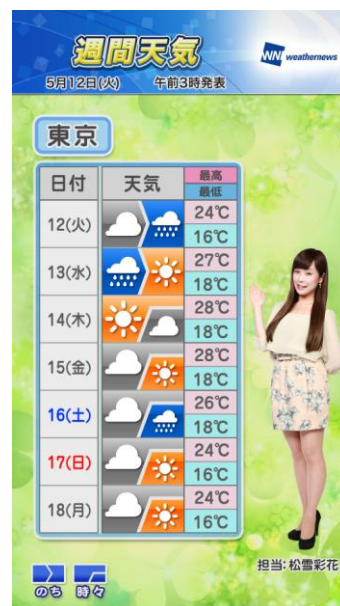 週間天気
WN weathernews
5月12日(火) 午前3時発表
東京
日付 天気 最高
最低
12(火) 24℃
16℃
13(水) 27℃
18℃
14(木) 28℃
18℃
15(金) 28℃
18℃
16(土) 26℃
18℃
17(日) 24℃
16℃
18(月) 24℃
16℃
担当:松雪彩花
のち 時々